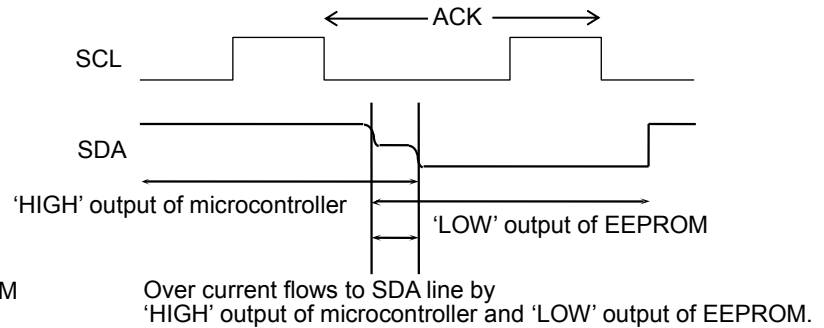 ACK
SCL
SDA
‘HIGH’ output of microcontroller
‘LOW’ output of EEPROM
M
Over current flows to SDA line by
‘HIGH’ output of microcontroller and ‘LOW’ output of EEPROM.